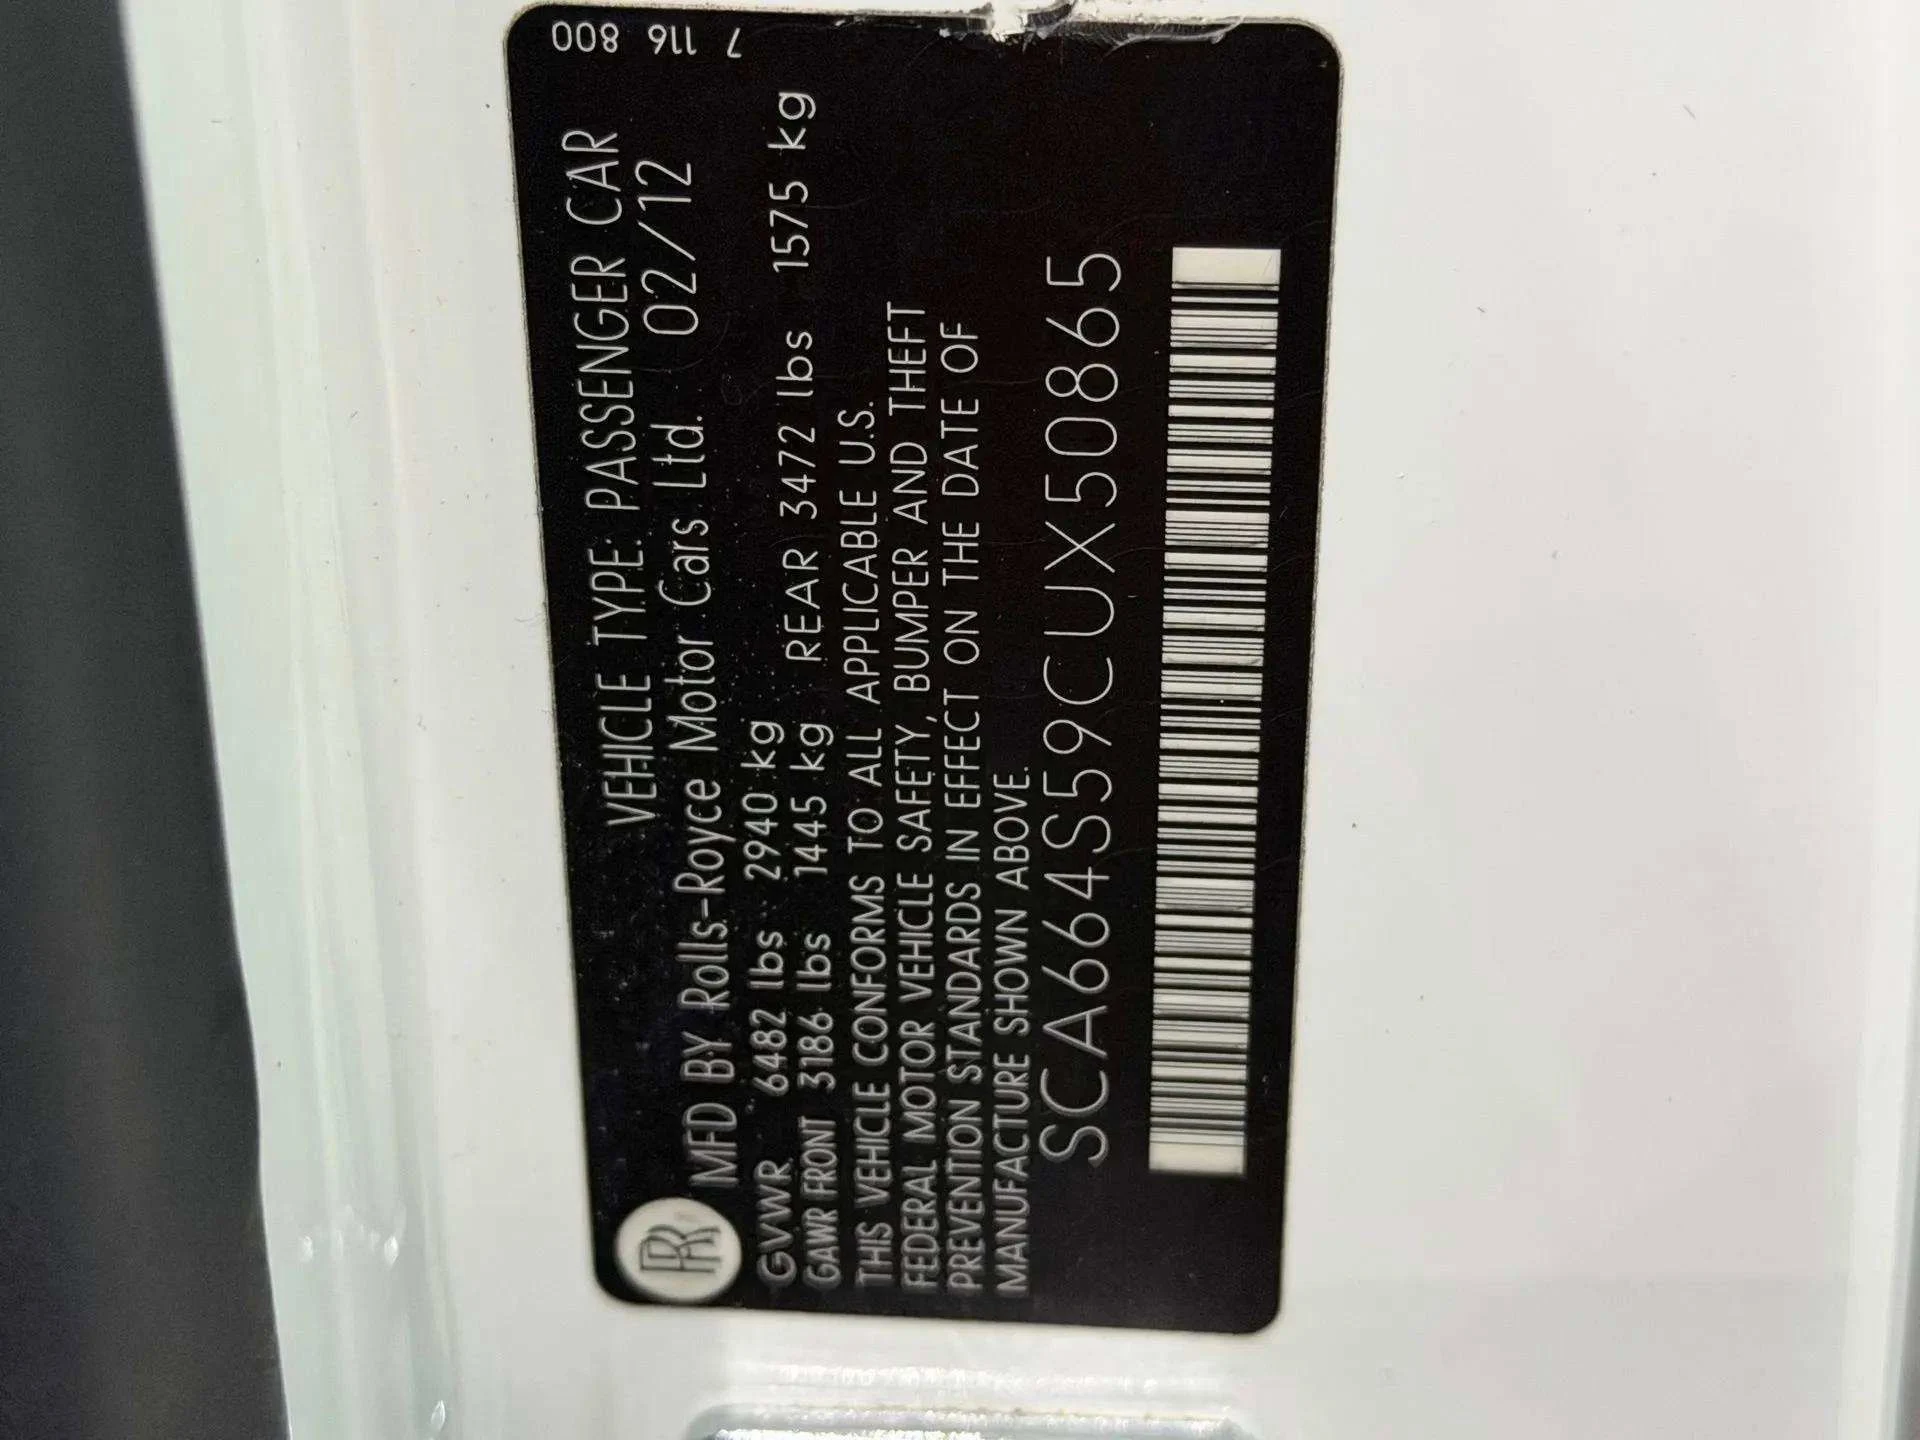 7 116 800
VEHICLE TYPE: PASSENGER CAR
MFD BY Rolls-Royce Motor Cars Ltd. 02/12
GVWR 6482 lbs 2940 kg
GAWR FRONT 3186 lbs 1445 kg REAR 3472 lbs 1575 kg
THIS VEHICLE CONFORMS TO ALL APPLICABLE U.S.
FEDERAL MOTOR VEHICLE SAFETY, BUMPER AND THEFT
PREVENTION STANDARDS IN EFFECT ON THE DATE OF
MANUFACTURE SHOWN ABOVE.
SCA664S59CUX50865
RR